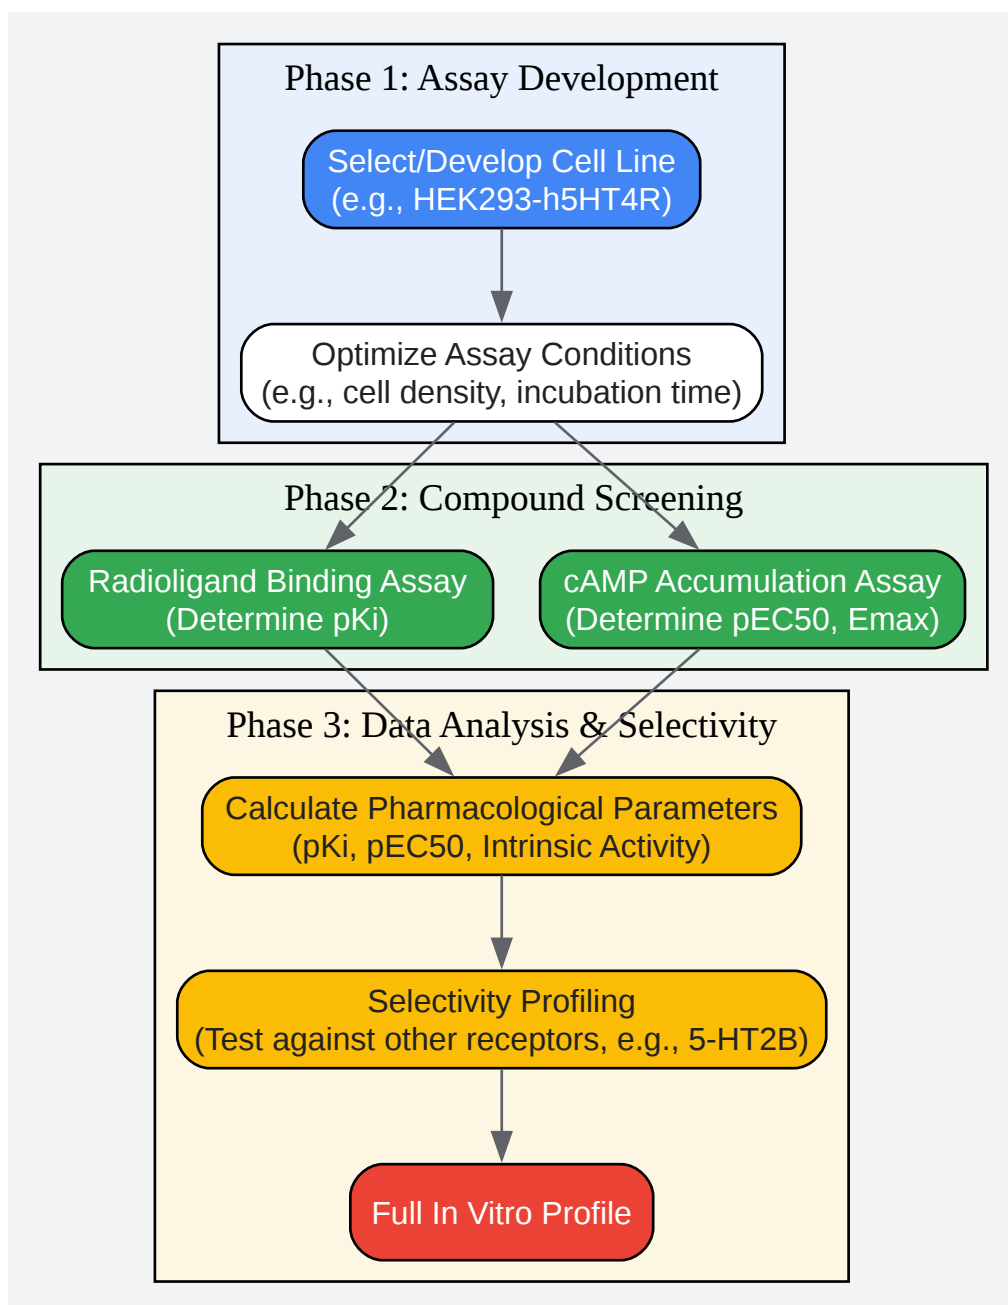 Phase 1: Assay Development
Select/Develop Cell Line
(e.g., HEK293-h5HT4R)
Optimize Assay Conditions
(e.g., cell density, incubation time)
Phase 2: Compound Screening
Radioligand Binding Assay
(Determine pKi)
cAMP Accumulation Assay
(Determine pEC50, Emax)
Phase 3: Data Analysis & Selectivity
Calculate Pharmacological Parameters
(pKi, pEC50, Intrinsic Activity)
Selectivity Profiling
(Test against other receptors, e.g., 5-HT2B)
Full In Vitro Profile